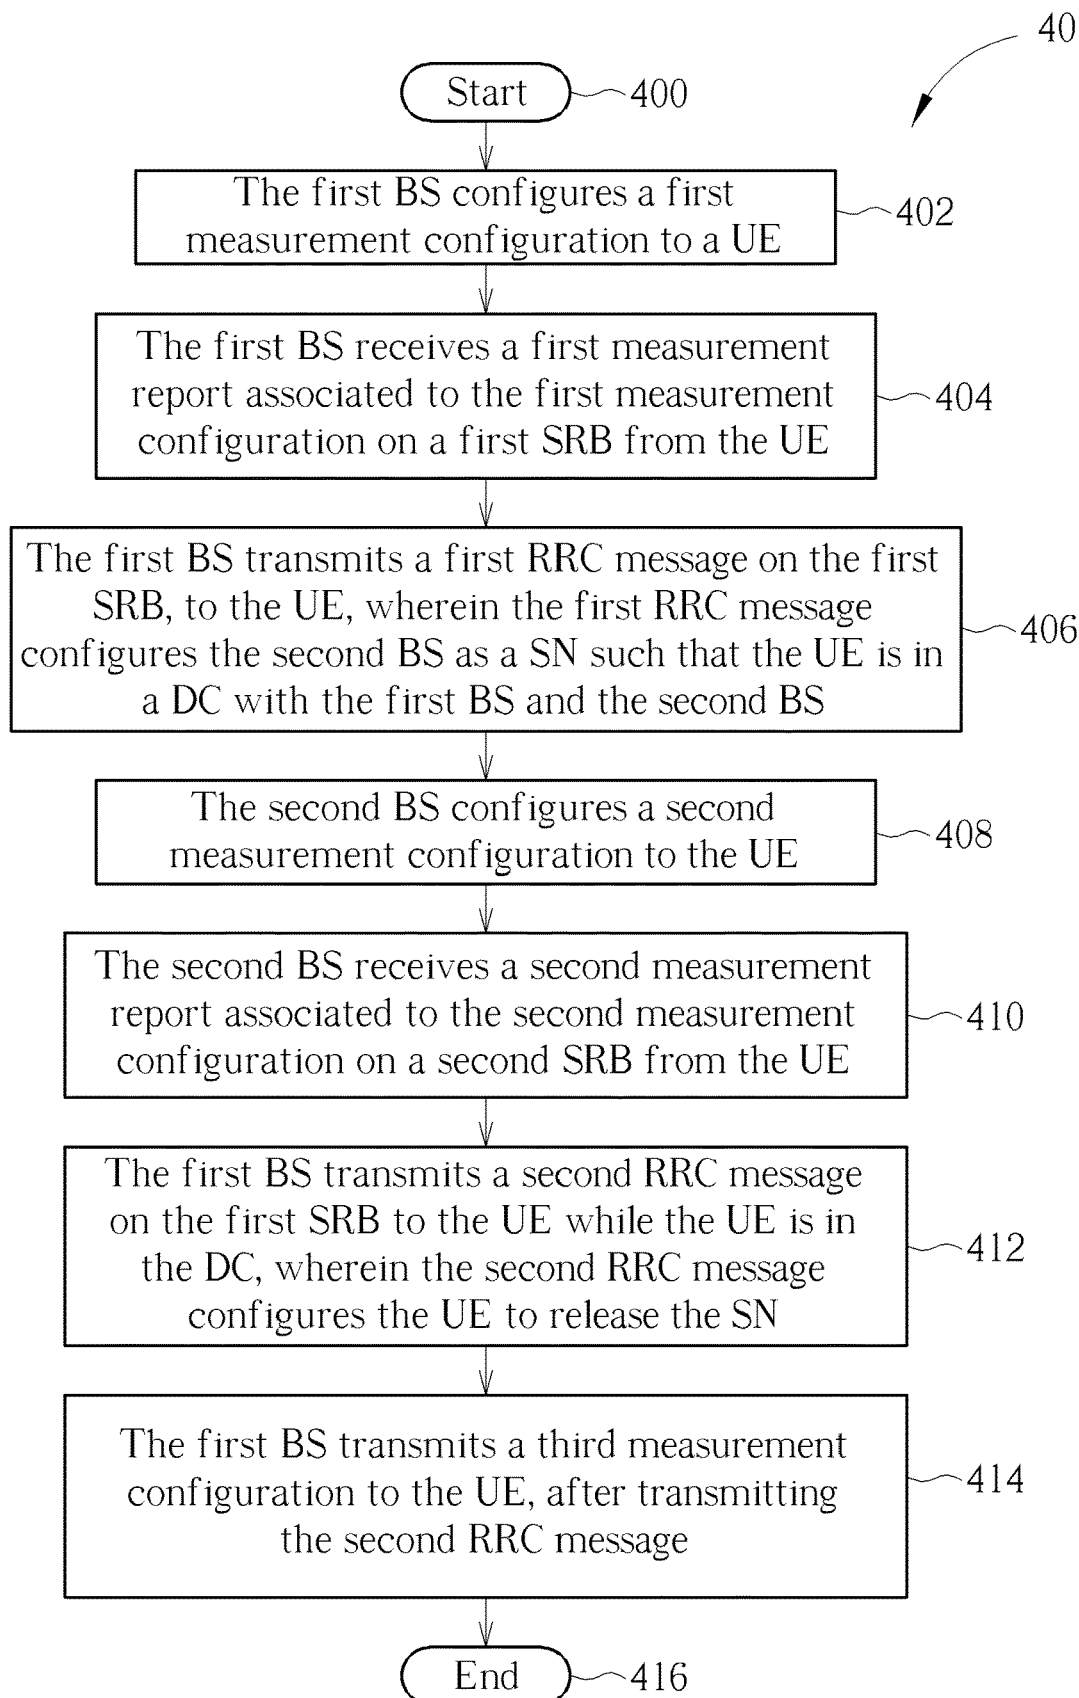 40
Start
400
The first BS configures a first
measurement configuration to a UE
402
The first BS receives a first measurement
report associated to the first measurement
configuration on a first SRB from the UE
404
The first BS transmits a first RRC message on the first
SRB, to the UE, wherein the first RRC message
configures the second BS as a SN such that the UE is in
a DC with the first BS and the second BS
406
The second BS configures a second
measurement configuration to the UE
408
The second BS receives a second measurement
report associated to the second measurement
configuration on a second SRB from the UE
410
The first BS transmits a second RRC message
on the first SRB to the UE while the UE is in
the DC, wherein the second RRC message
configures the UE to release the SN
412
The first BS transmits a third measurement
configuration to the UE, after transmitting
the second RRC message
414
End
416